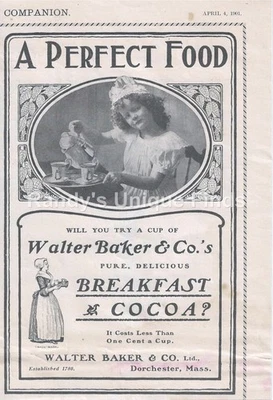 COMPANION.
APRIL 4, 1901.
A PERFECT FOOD
Randy's Unique Finds
WILL YOU TRY A CUP OF
Walter Baker & Co.'s
PURE, DELICIOUS
BREAKFAST
& COCOA?
It Costs Less Than
One Cent a Cup.
WALTER BAKER & CO. Ltd.,
Established 1780. Dorchester, Mass.